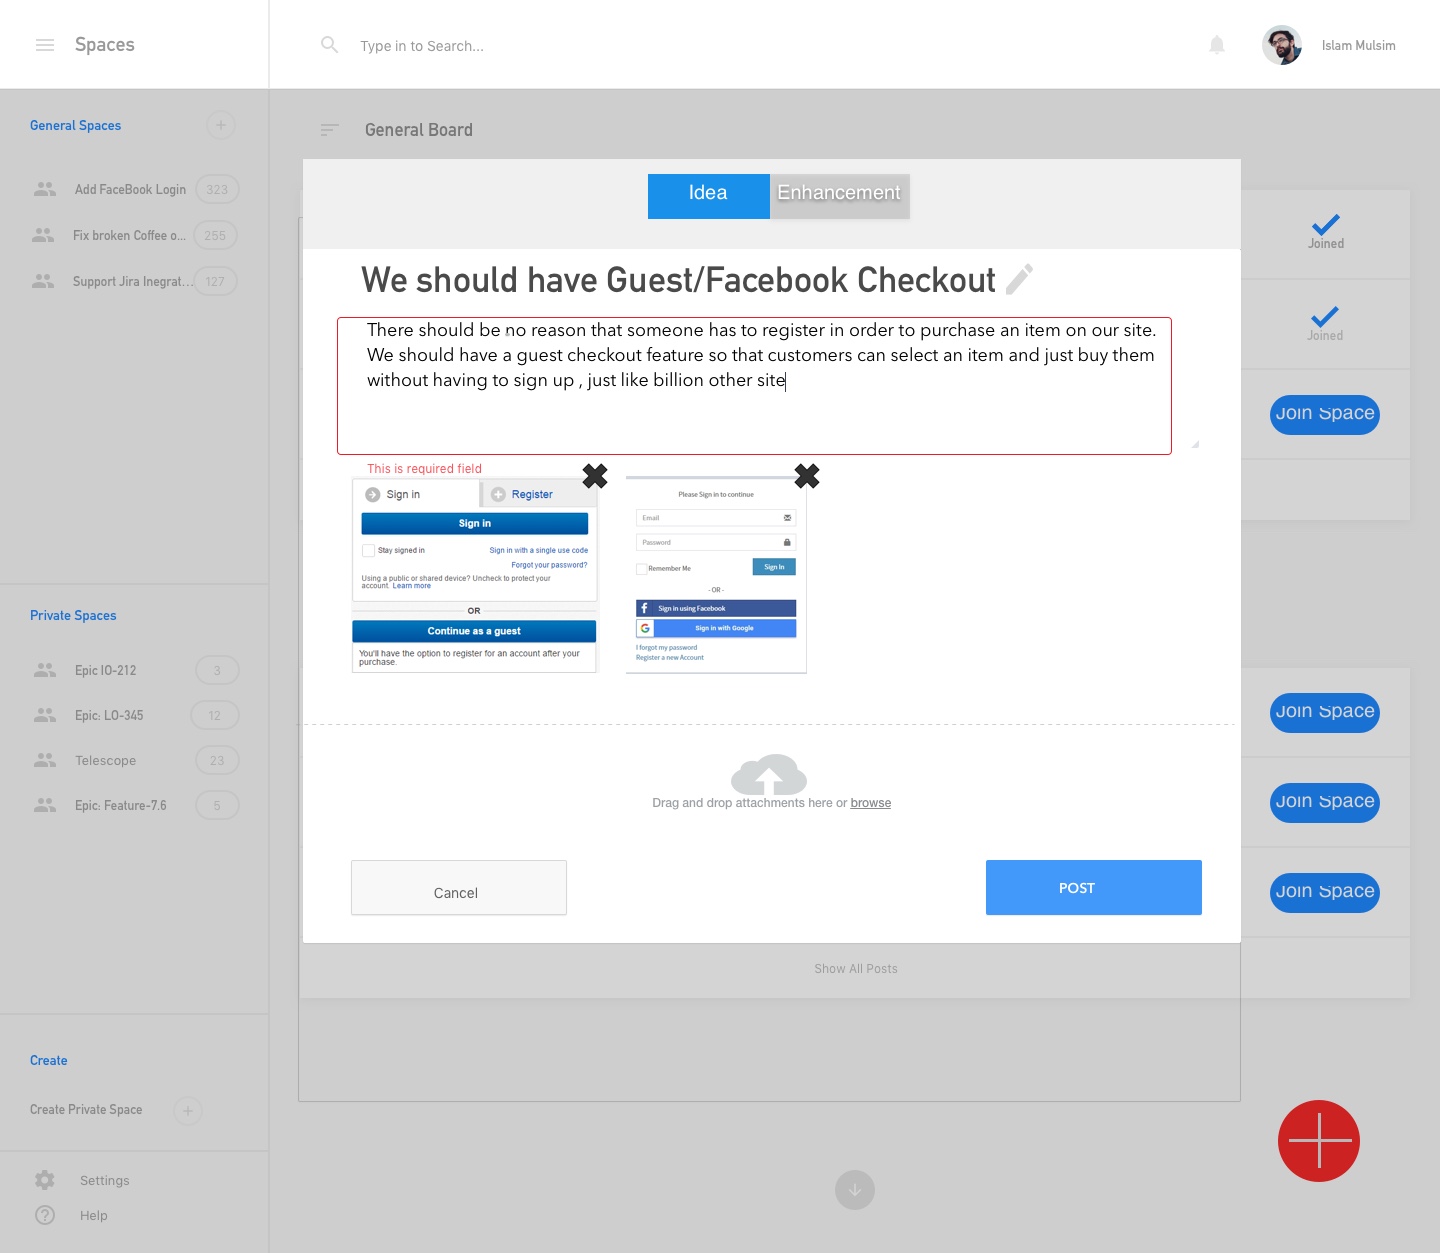 Spaces
Type in to Search...
Islam Mulsim
General Spaces
General Board
Add FaceBook Login 323
Fix broken Coffee o... 255
Support Jira Inegrat... 127
Idea Enhancement
We should have Guest/Facebook Checkout
There should be no reason that someone has to register in order to purchase an item on our site.
We should have a guest checkout feature so that customers can select an item and just buy them
without having to sign up , just like billion other site
This is required field
Sign in Register
Sign in
Stay signed in Sign in with a single use code
Forgot your password?
Using a public or shared device? Uncheck to protect your
account. Learn more
OR
Continue as a guest
You'll have the option to register for an account after your
purchase.
Please Sign in to continue
Email
Password
Remember Me Sign In
- OR -
f Sign in using Facebook
G Sign in with Google
I forgot my password
Register a new Account
Joined
Joined
Join Space
Private Spaces
Epic IO-212 3
Epic: LO-345 12
Telescope 23
Epic: Feature-7.6 5
Join Space
Join Space
Join Space
Drag and drop attachments here or browse
Cancel POST
Show All Posts
Create
Create Private Space
Settings
Help